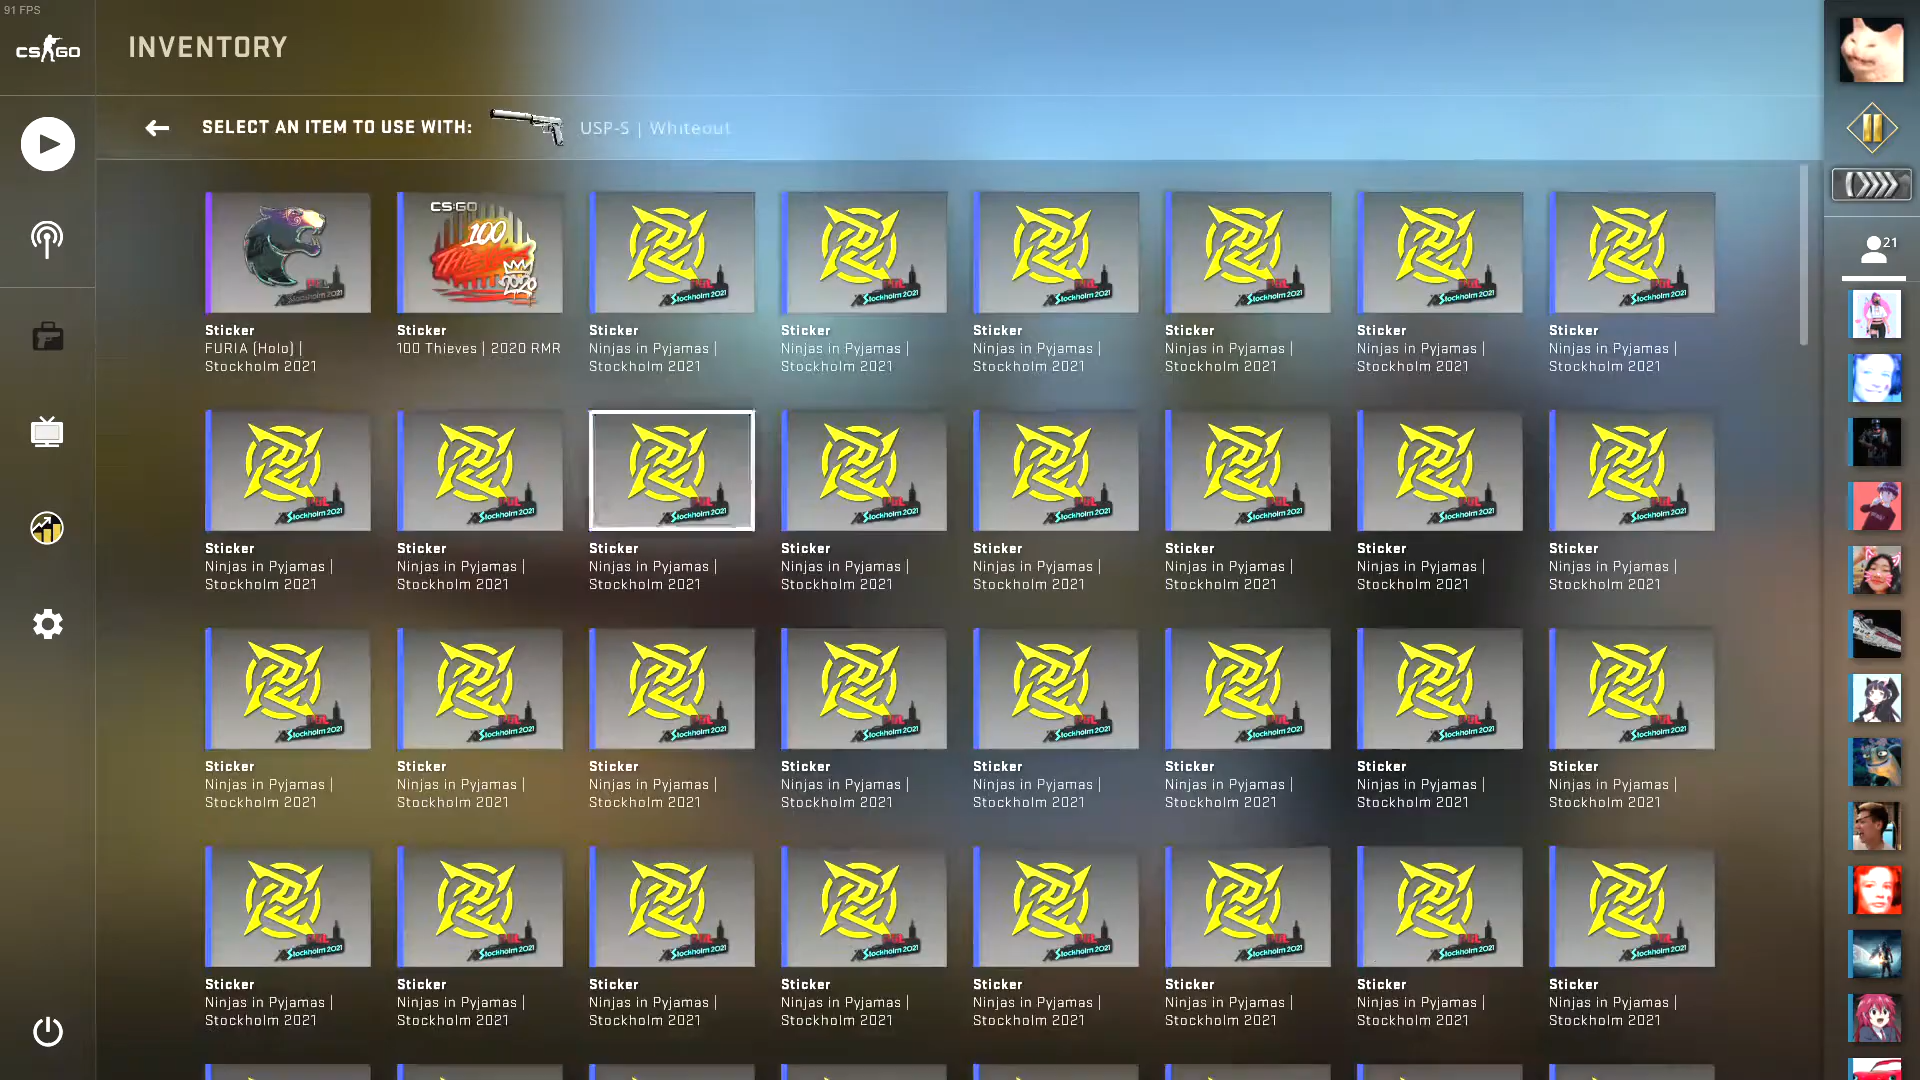 91 FPS
CS GO
INVENTORY
SELECT AN ITEM TO USE WITH:
USP-S | Whiteout
21
CS:GO
100
THIEVES
2020
Sticker
FURIA (Holo) |
Stockholm 2021
Sticker
100 Thieves | 2020 RMR
Sticker
Ninjas in Pyjamas |
Stockholm 2021
Sticker
Ninjas in Pyjamas |
Stockholm 2021
Sticker
Ninjas in Pyjamas |
Stockholm 2021
Sticker
Ninjas in Pyjamas |
Stockholm 2021
Sticker
Ninjas in Pyjamas |
Stockholm 2021
Sticker
Ninjas in Pyjamas |
Stockholm 2021
Sticker
Ninjas in Pyjamas |
Stockholm 2021
Sticker
Ninjas in Pyjamas |
Stockholm 2021
Sticker
Ninjas in Pyjamas |
Stockholm 2021
Sticker
Ninjas in Pyjamas |
Stockholm 2021
Sticker
Ninjas in Pyjamas |
Stockholm 2021
Sticker
Ninjas in Pyjamas |
Stockholm 2021
Sticker
Ninjas in Pyjamas |
Stockholm 2021
Sticker
Ninjas in Pyjamas |
Stockholm 2021
Sticker
Ninjas in Pyjamas |
Stockholm 2021
Sticker
Ninjas in Pyjamas |
Stockholm 2021
Sticker
Ninjas in Pyjamas |
Stockholm 2021
Sticker
Ninjas in Pyjamas |
Stockholm 2021
Sticker
Ninjas in Pyjamas |
Stockholm 2021
Sticker
Ninjas in Pyjamas |
Stockholm 2021
Sticker
Ninjas in Pyjamas |
Stockholm 2021
Sticker
Ninjas in Pyjamas |
Stockholm 2021
Sticker
Ninjas in Pyjamas |
Stockholm 2021
Sticker
Ninjas in Pyjamas |
Stockholm 2021
Sticker
Ninjas in Pyjamas |
Stockholm 2021
Sticker
Ninjas in Pyjamas |
Stockholm 2021
Sticker
Ninjas in Pyjamas |
Stockholm 2021
Sticker
Ninjas in Pyjamas |
Stockholm 2021
Sticker
Ninjas in Pyjamas |
Stockholm 2021
Sticker
Ninjas in Pyjamas |
Stockholm 2021